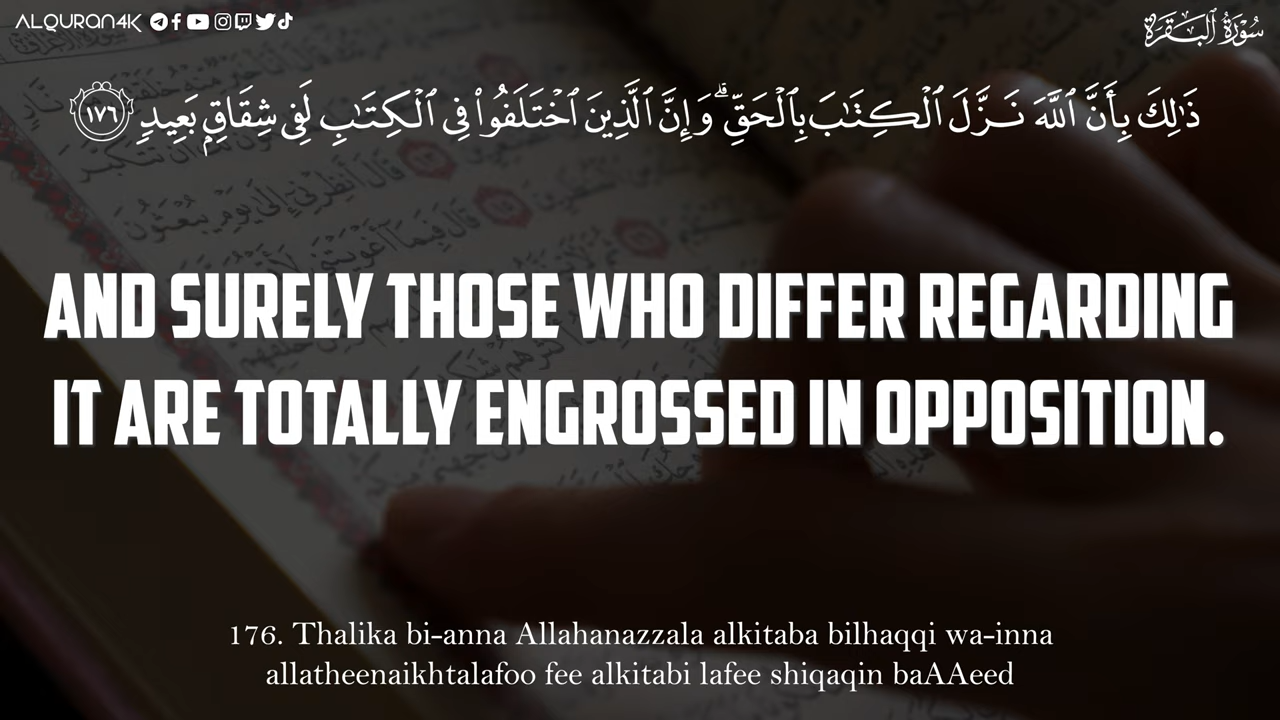 ALQURAN4K
سُورَةُ ٱلْبَقَرَةِ
ذَٰلِكَ بِأَنَّ ٱللَّهَ نَزَّلَ ٱلْكِتَٰبَ بِٱلْحَقِّ ۗ وَإِنَّ ٱلَّذِينَ ٱخْتَلَفُوا۟ فِى ٱلْكِتَٰبِ لَفِى شِقَاقٍۭ بَعِيدٍ ١٧٦
AND SURELY THOSE WHO DIFFER REGARDING
IT ARE TOTALLY ENGROSSED IN OPPOSITION.
176. Thalika bi-anna Allahanazzala alkitaba bilhaqqi wa-inna
allatheenaikhtalafoo fee alkitabi lafee shiqaqin baAAeed